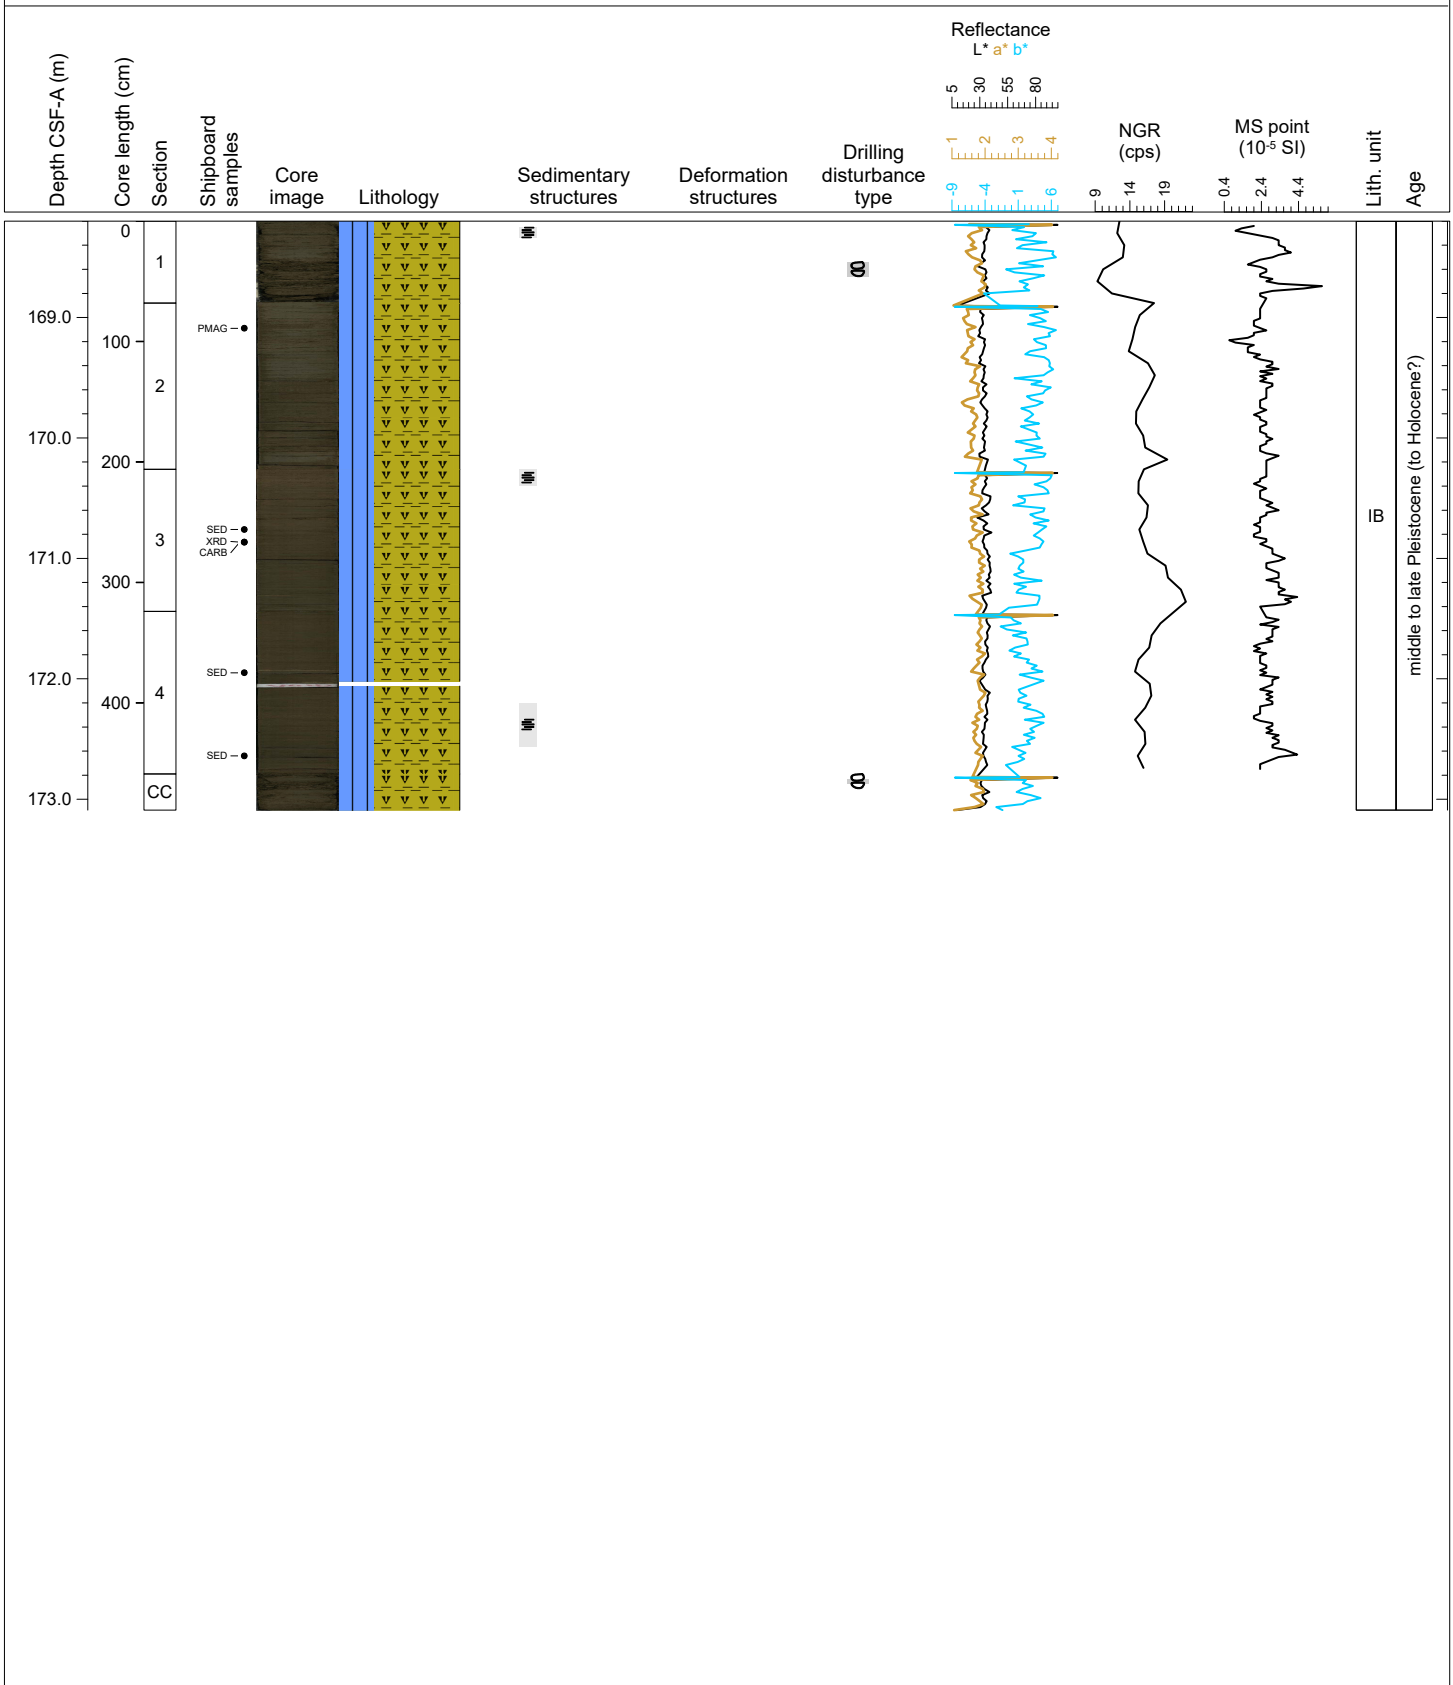 Reflectance
L* a* b*
5 30 55 80
1 2 3 4
-9 -4 1 6
Depth CSF-A (m)
Core length (cm)
Section
Shipboard
samples
Core
image
Lithology
Sedimentary
structures
Deformation
structures
Drilling
disturbance
type
NGR
(cps)
9 14 19
MS point
(10-5 SI)
0.4 2.4 4.4
Lith. unit
Age
0
1
169.0
PMAG
100
2
170.0
200
SED
XRD
CARB
3
171.0
300
IB
middle to late Pleistocene (to Holocene?)
SED
172.0
4
400
SED
CC
173.0